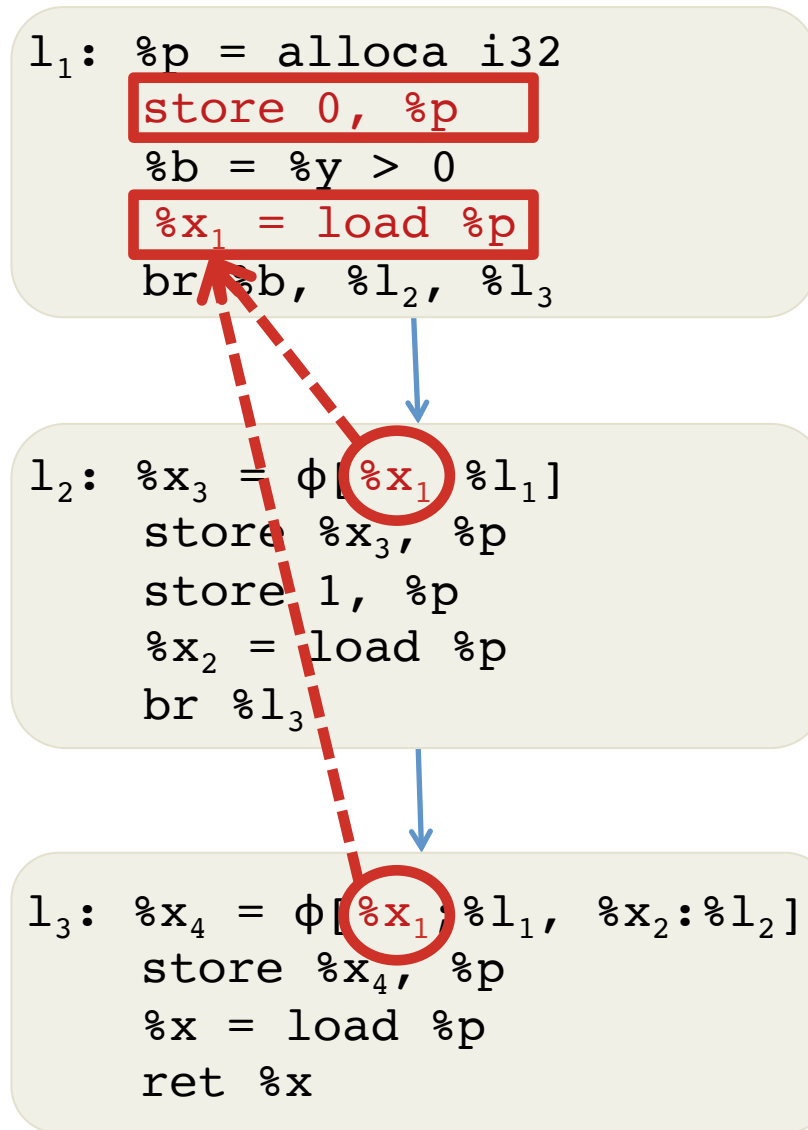 l₁: %p = alloca i32
store 0, %p
%b = %y > 0
%x₁ = load %p
br %b, %l₂, %l₃
l₂: %x₃ = ϕ[%x₁ %l₁]
store %x₃, %p
store 1, %p
%x₂ = load %p
br %l₃
l₃: %x₄ = ϕ[%x₁:%l₁, %x₂:%l₂]
store %x₄, %p
%x = load %p
ret %x